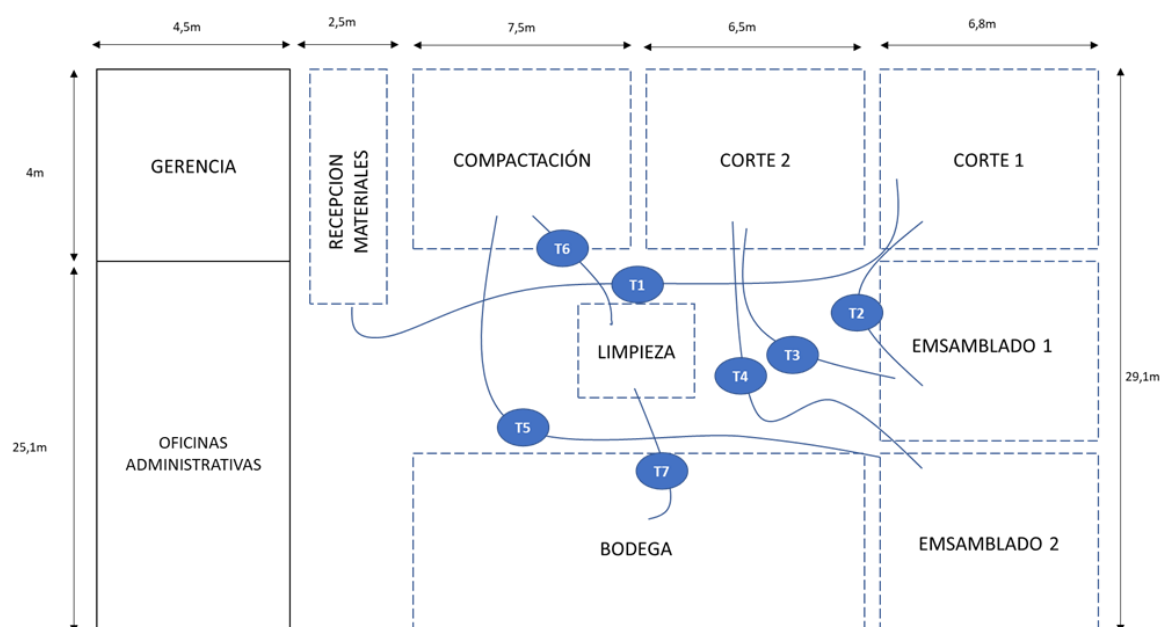 4,5m
2,5m
7,5m
6,5m
6,8m
4m
GERENCIA
RECEPCION
MATERIALES
COMPACTACIÓN
CORTE 2
CORTE 1
T6
T1
T2
LIMPIEZA
T3
EMSAMBLADO 1
T4
29,1m
T5
25,1m
OFICINAS
ADMINISTRATIVAS
T7
BODEGA
EMSAMBLADO 2